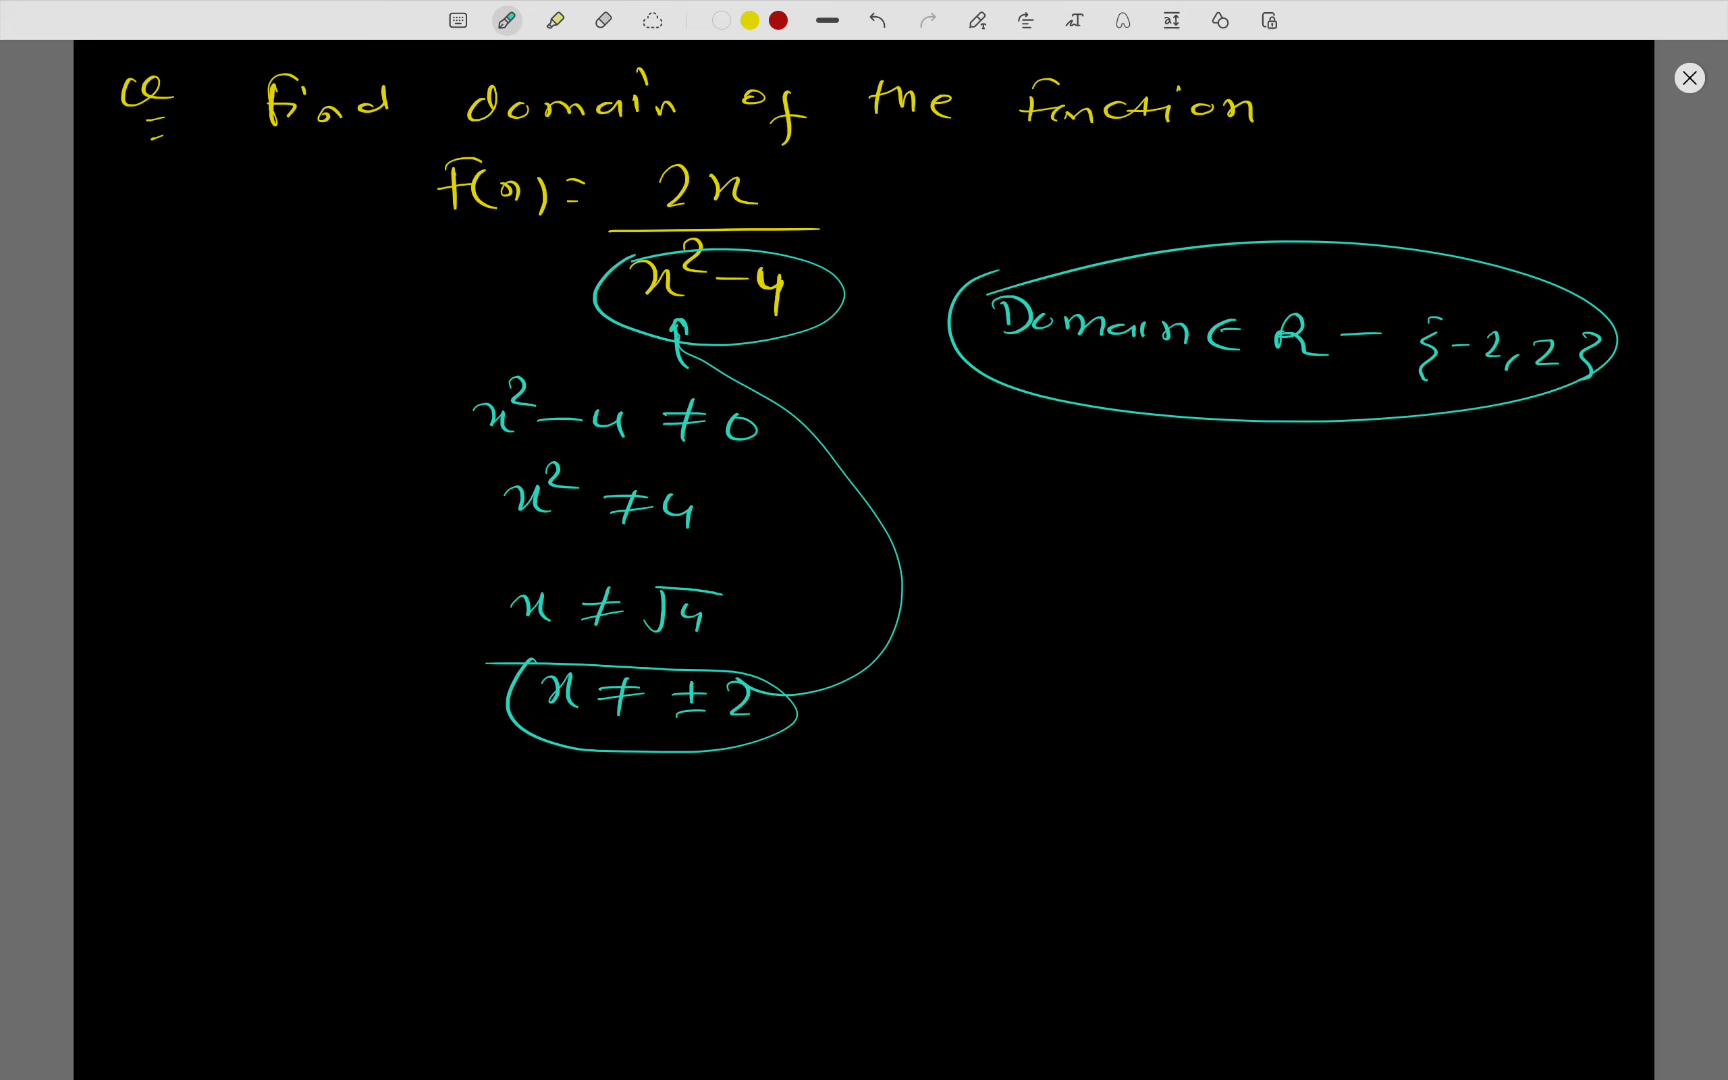 Q Find domain of the function
F(x) = 2x
x² - 4
Domain ∈ R - {-2, 2}
x² - 4 ≠ 0
x² ≠ 4
x ≠ √4
x ≠ ± 2